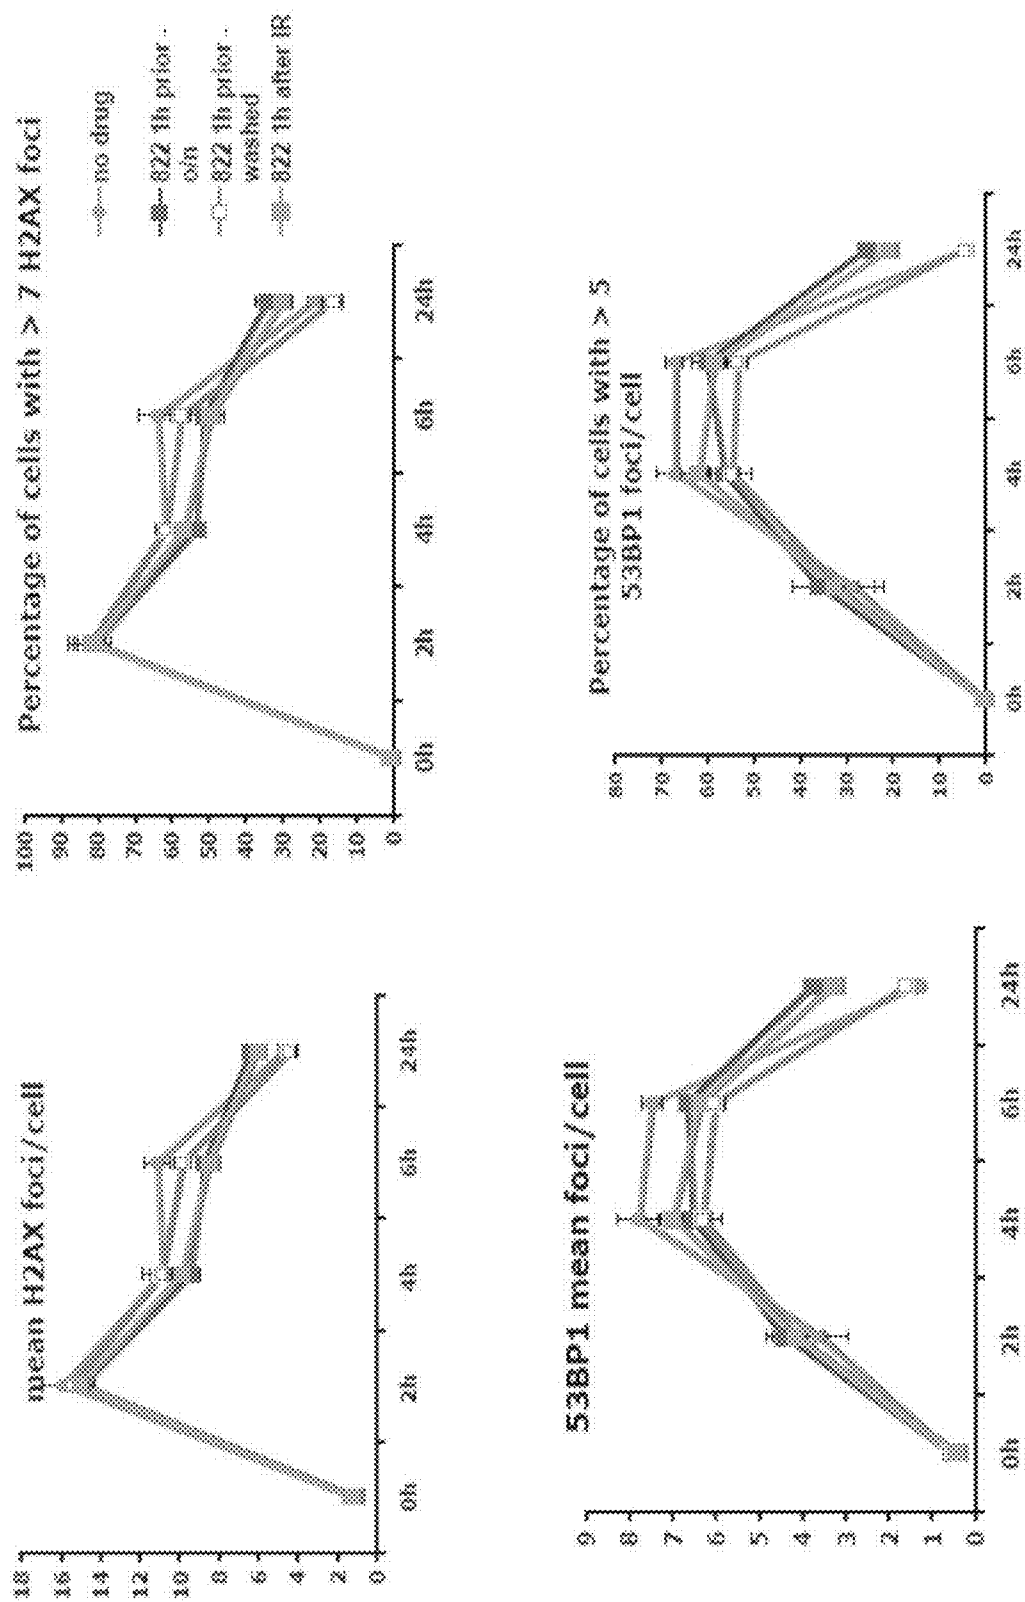 mean H2AX foci/cell
18
16
14
12
10
8
6
4
2
0
0h
2h
4h
6h
24h
Percentage of cells with > 7 H2AX foci
100
90
80
70
60
50
40
30
20
10
0
0h
2h
4h
6h
24h
no drug
822 1h prior -
o/n
822 1h prior -
washed
822 1h after IR
53BP1 mean foci/cell
9
8
7
6
5
4
3
2
1
0
0h
2h
4h
6h
24h
Percentage of cells with > 5
53BP1 foci/cell
80
70
60
50
40
30
20
10
0
0h
2h
4h
6h
24h